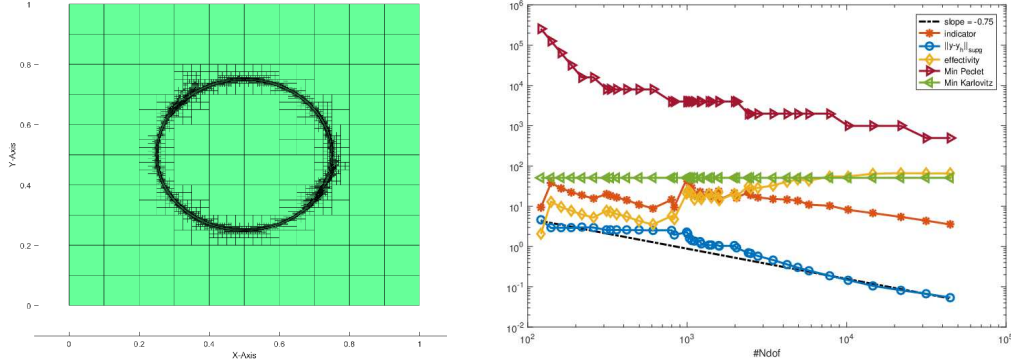 1
0.8
0.6
0.4
0.2
0
Y-Axis
0 0.2 0.4 0.6 0.8 1
X-Axis
10^6
10^5
10^4
10^3
10^2
10^1
10^0
10^-1
10^-2
10^2 10^3 10^4 10^5
#Ndof
slope = -0.75
indicator
||y-y_h||_supg
effectivity
Min Peclet
Min Karlovitz